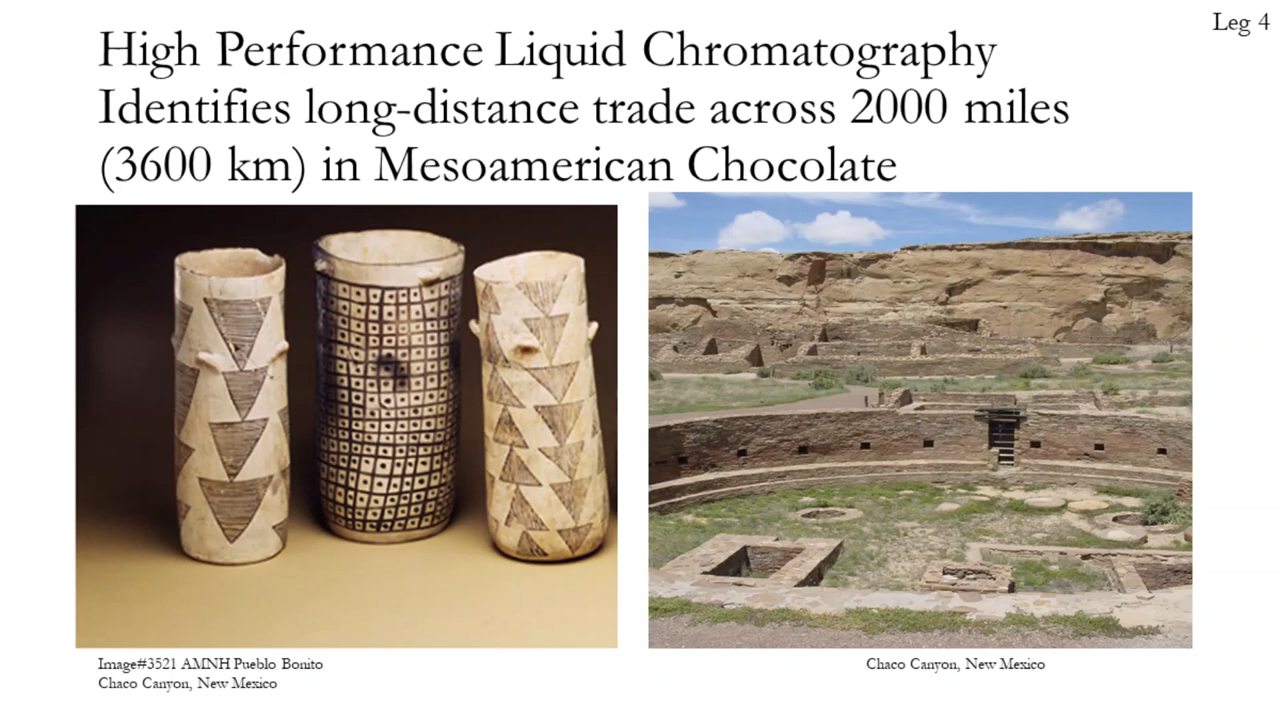 Leg 4
High Performance Liquid Chromatography
Identifies long-distance trade across 2000 miles
(3600 km) in Mesoamerican Chocolate
Image#3521 AMNH Pueblo Bonito
Chaco Canyon, New Mexico
Chaco Canyon, New Mexico